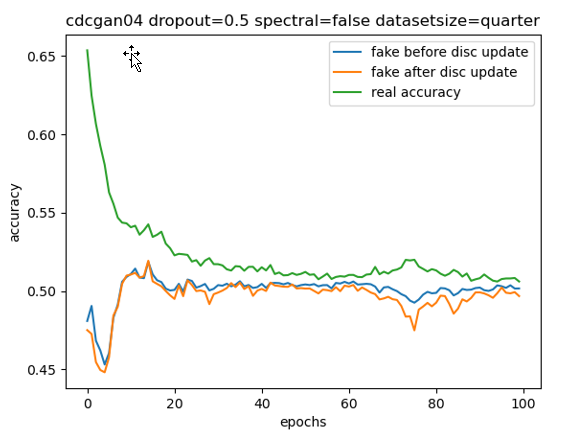 cdcgan04 dropout=0.5 spectral=false datasetsize=quarter
fake before disc update
fake after disc update
real accuracy
0.65
0.60
0.55
0.50
0.45
accuracy
0 20 40 60 80 100
epochs